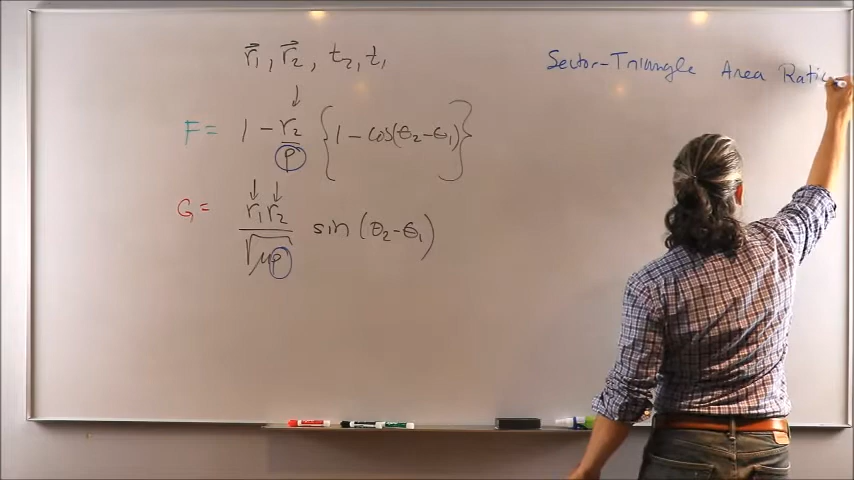 r⃗₁, r⃗₂, t₂, t₁
Sector-Triangle Area Ratio
F = 1 - r₂/p {1 - cos(θ₂-θ₁)}
G = r₁r₂/√μp sin(θ₂-θ₁)